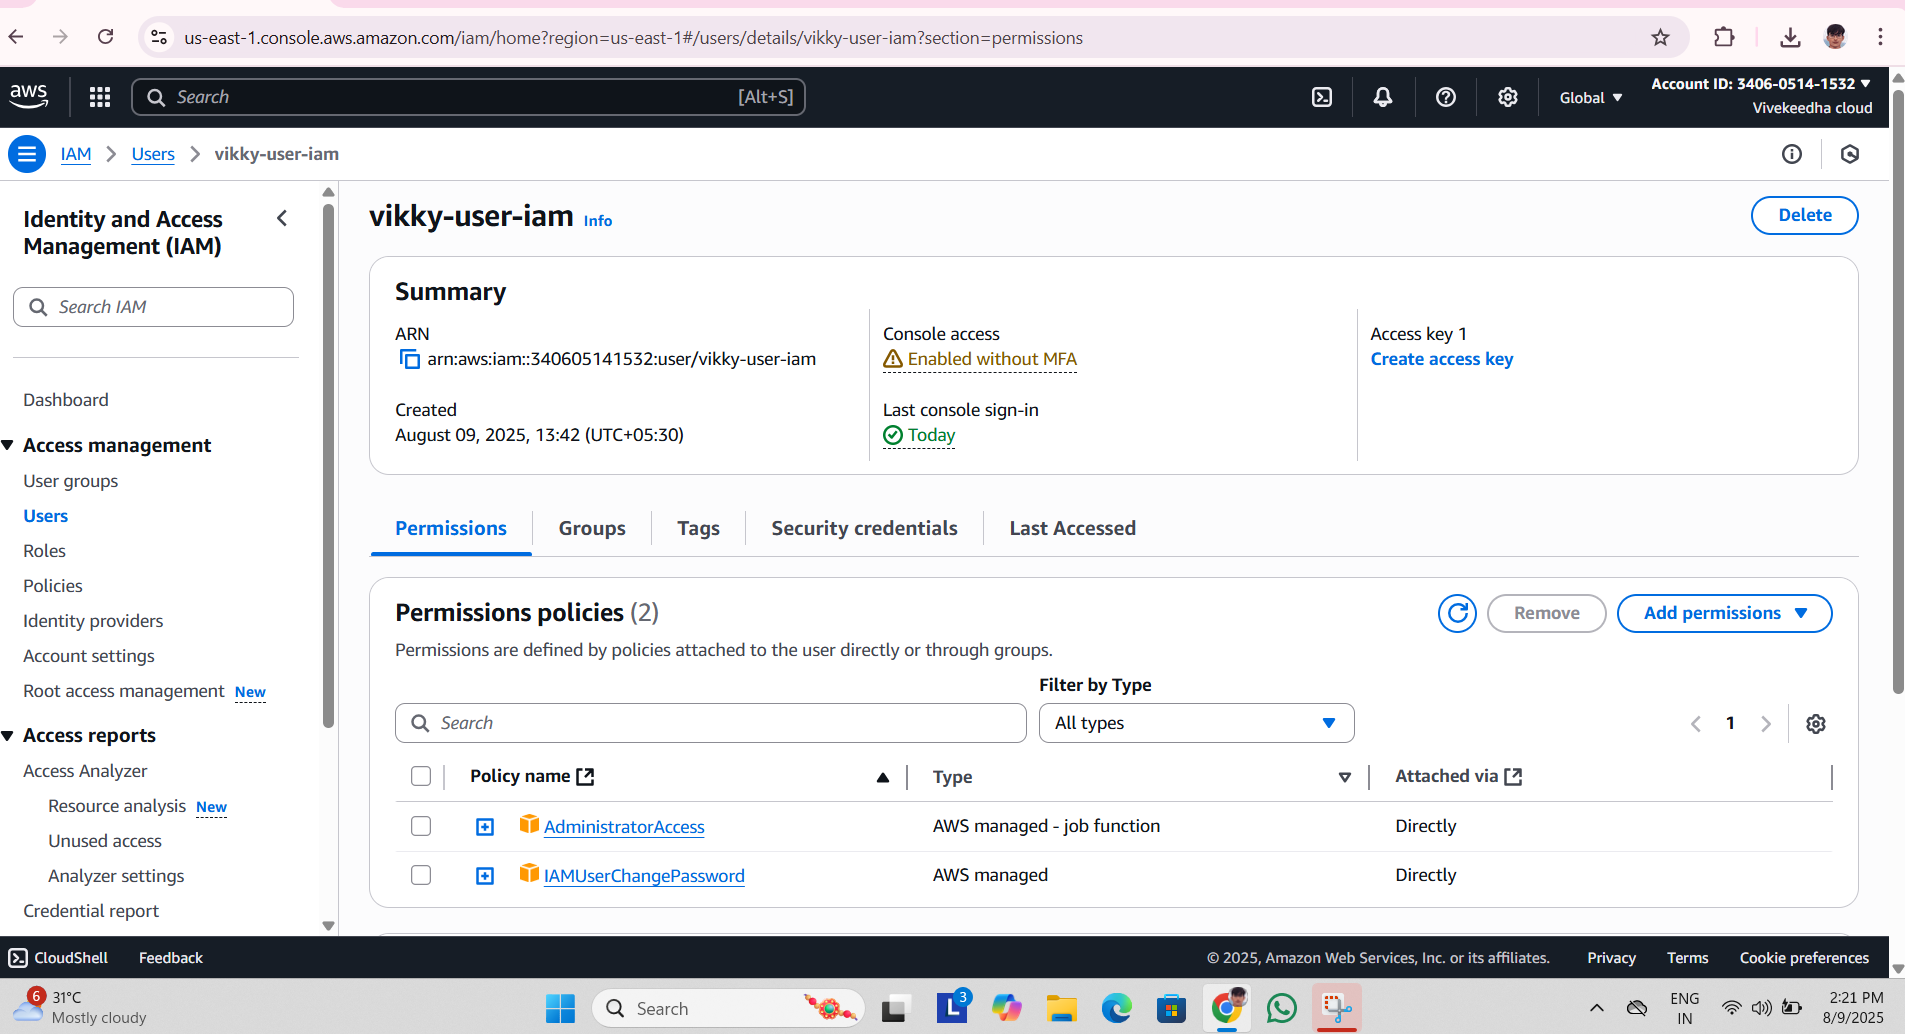 us-east-1.console.aws.amazon.com/iam/home?region=us-east-1#/users/details/vikky-user-iam?section=permissions
aws
Search
[Alt+S]
Global
Account ID: 3406-0514-1532
Vivekeedha cloud
IAM
Users
vikky-user-iam
Identity and Access
Management (IAM)
Search IAM
Dashboard
Access management
User groups
Users
Roles
Policies
Identity providers
Account settings
Root access management New
Access reports
Access Analyzer
Resource analysis New
Unused access
Analyzer settings
Credential report
vikky-user-iam Info
Delete
Summary
ARN
arn:aws:iam::340605141532:user/vikky-user-iam
Created
August 09, 2025, 13:42 (UTC+05:30)
Console access
Enabled without MFA
Last console sign-in
Today
Access key 1
Create access key
Permissions
Groups
Tags
Security credentials
Last Accessed
Permissions policies (2)
Remove
Add permissions
Permissions are defined by policies attached to the user directly or through groups.
Filter by Type
Search
All types
1
Policy name
Type
Attached via
AdministratorAccess
AWS managed - job function
Directly
IAMUserChangePassword
AWS managed
Directly
CloudShell
Feedback
© 2025, Amazon Web Services, Inc. or its affiliates.
Privacy
Terms
Cookie preferences
6
31°C
Mostly cloudy
Search
L
3
ENG
IN
2:21 PM
8/9/2025